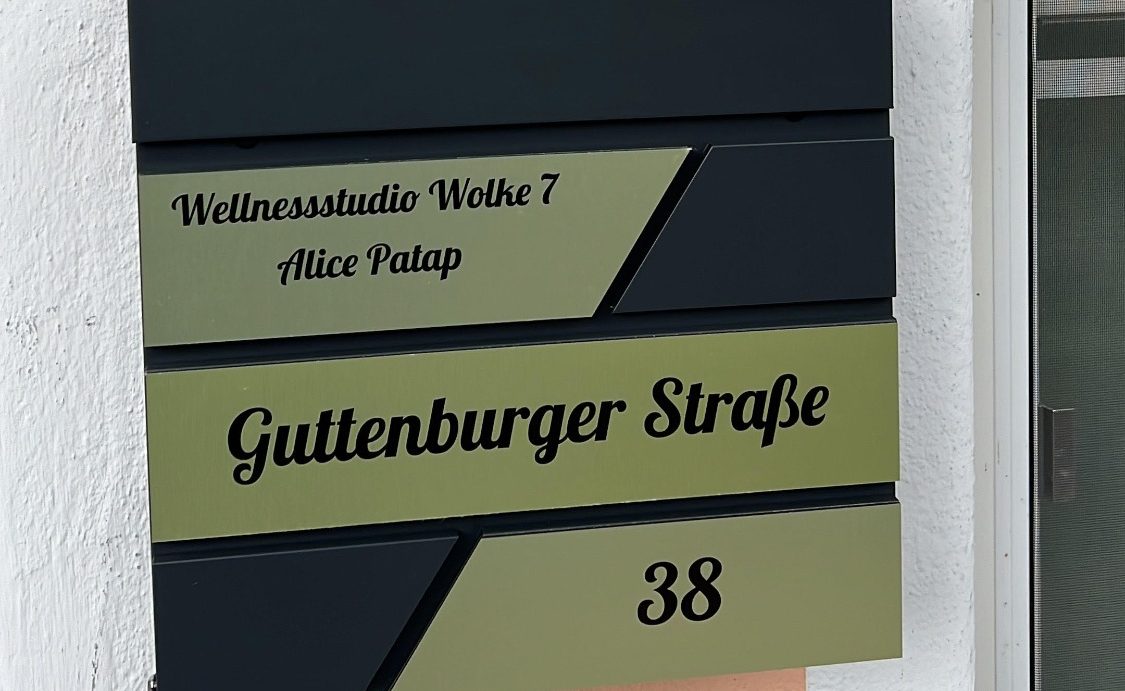 Wellnessstudio Wolke 7
Alice Patap
Guttenburger Straße
38